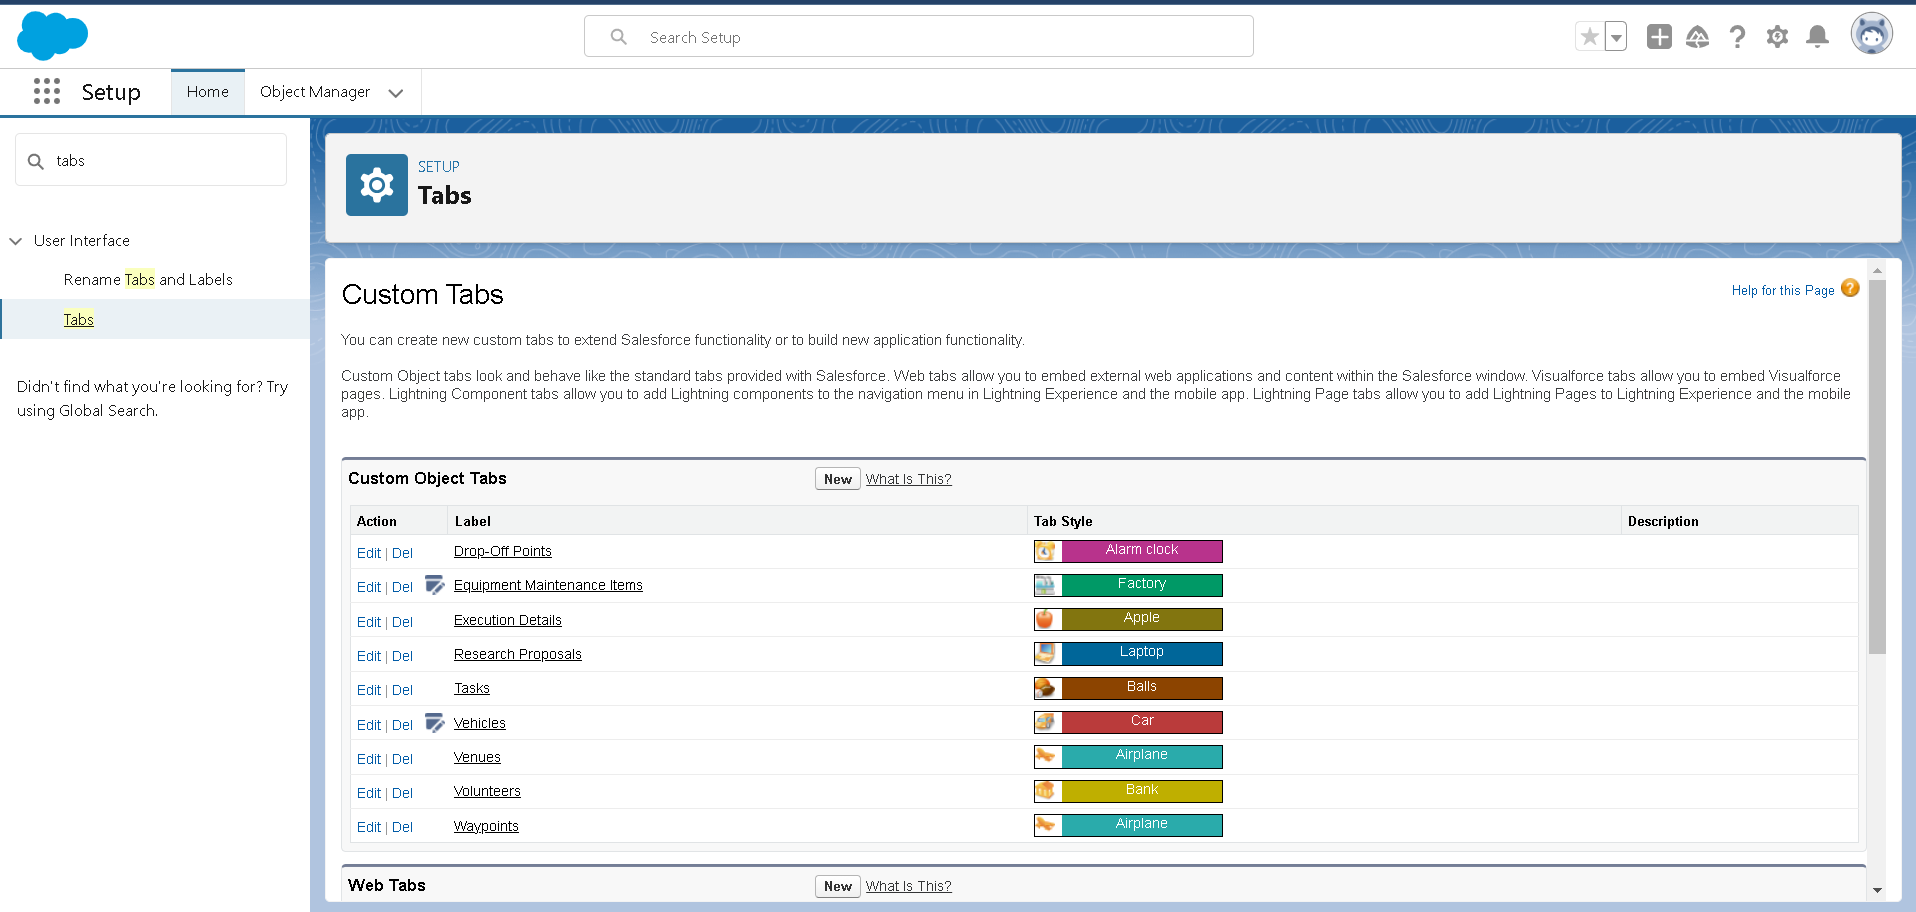 Search Setup
Setup
Home
Object Manager
tabs
User Interface
Rename Tabs and Labels
Tabs
Didn't find what you're looking for? Try
using Global Search.
SETUP
Tabs
Custom Tabs
Help for this Page ?
You can create new custom tabs to extend Salesforce functionality or to build new application functionality.
Custom Object tabs look and behave like the standard tabs provided with Salesforce. Web tabs allow you to embed external web applications and content within the Salesforce window. Visualforce tabs allow you to embed Visualforce
pages. Lightning Component tabs allow you to add Lightning components to the navigation menu in Lightning Experience and the mobile app. Lightning Page tabs allow you to add Lightning Pages to Lightning Experience and the mobile
app.
Custom Object Tabs New What Is This?
Action Label Tab Style Description
Edit | Del Drop-Off Points Alarm clock
Edit | Del Equipment Maintenance Items Factory
Edit | Del Execution Details Apple
Edit | Del Research Proposals Laptop
Edit | Del Tasks Balls
Edit | Del Vehicles Car
Edit | Del Venues Airplane
Edit | Del Volunteers Bank
Edit | Del Waypoints Airplane
Web Tabs New What Is This?